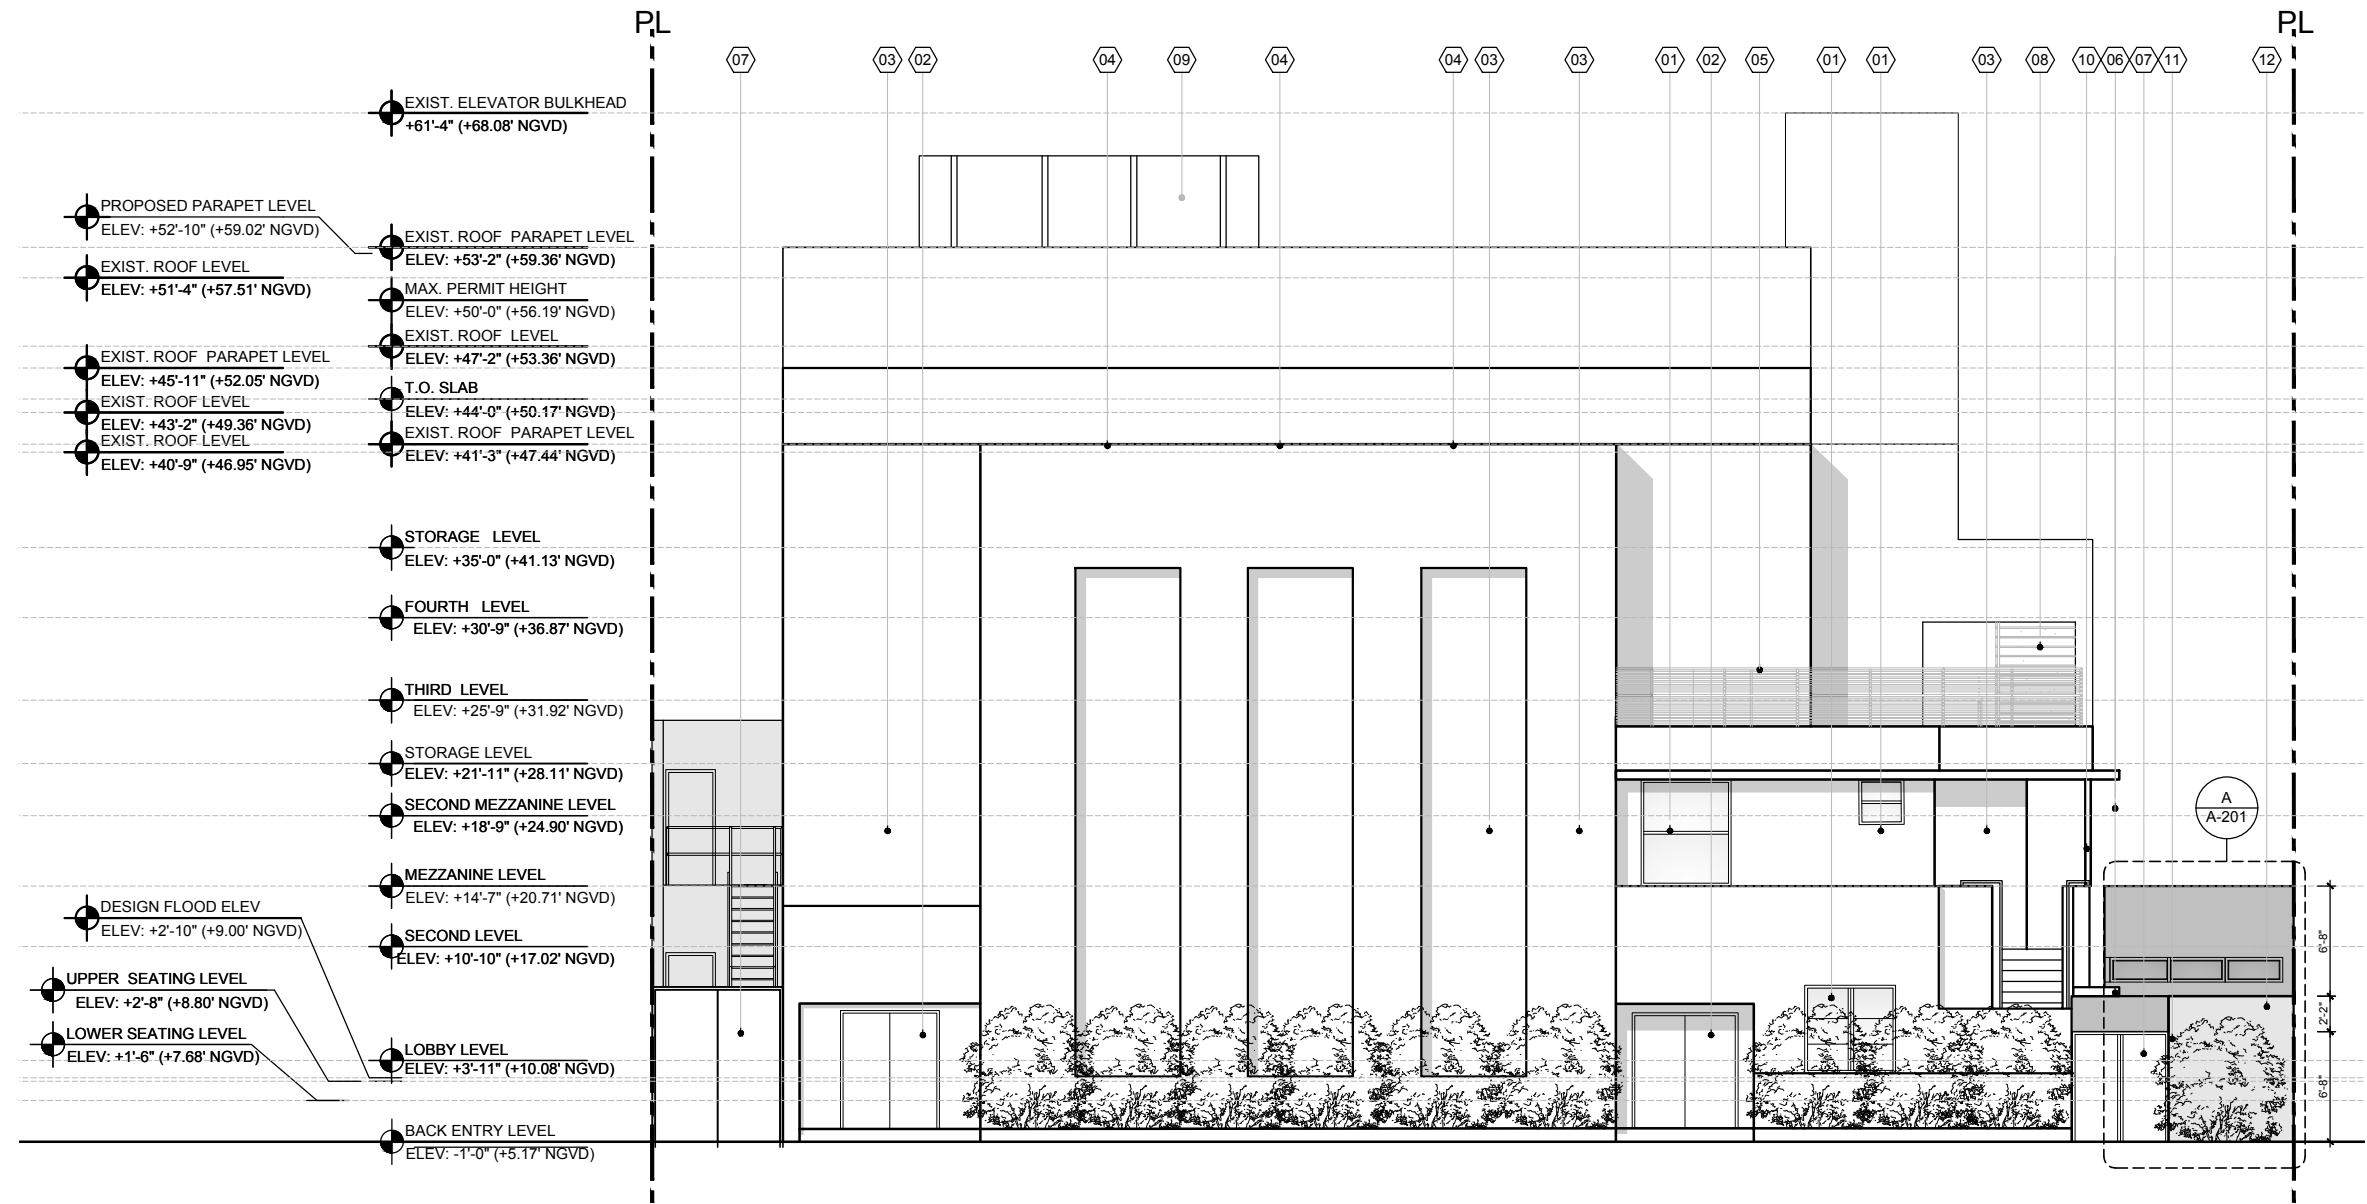 PL
PL
07
03
02
04
09
04
04
03
03
01
02
05
01
01
03
08
10
06
07
11
12
EXIST. ELEVATOR BULKHEAD
+61'-4" (+68.08' NGVD)
PROPOSED PARAPET LEVEL
ELEV: +52'-10" (+59.02' NGVD)
EXIST. ROOF PARAPET LEVEL
ELEV: +53'-2" (+59.36' NGVD)
EXIST. ROOF LEVEL
ELEV: +51'-4" (+57.51' NGVD)
MAX. PERMIT HEIGHT
ELEV: +50'-0" (+56.19' NGVD)
EXIST. ROOF LEVEL
ELEV: +47'-2" (+53.36' NGVD)
EXIST. ROOF PARAPET LEVEL
ELEV: +45'-11" (+52.05' NGVD)
T.O. SLAB
ELEV: +44'-0" (+50.17' NGVD)
EXIST. ROOF LEVEL
ELEV: +43'-2" (+49.36' NGVD)
EXIST. ROOF PARAPET LEVEL
ELEV: +41'-3" (+47.44' NGVD)
EXIST. ROOF LEVEL
ELEV: +40'-9" (+46.95' NGVD)
STORAGE LEVEL
ELEV: +35'-0" (+41.13' NGVD)
FOURTH LEVEL
ELEV: +30'-9" (+36.87' NGVD)
THIRD LEVEL
ELEV: +25'-9" (+31.92' NGVD)
STORAGE LEVEL
ELEV: +21'-11" (+28.11' NGVD)
SECOND MEZZANINE LEVEL
ELEV: +18'-9" (+24.90' NGVD)
A
A-201
MEZZANINE LEVEL
ELEV: +14'-7" (+20.71' NGVD)
DESIGN FLOOD ELEV
ELEV: +2'-10" (+9.00' NGVD)
SECOND LEVEL
ELEV: +10'-10" (+17.02' NGVD)
6'-8"
UPPER SEATING LEVEL
ELEV: +2'-8" (+8.80' NGVD)
2'-2"
LOWER SEATING LEVEL
ELEV: +1'-6" (+7.68' NGVD)
LOBBY LEVEL
ELEV: +3'-11" (+10.08' NGVD)
6'-8"
BACK ENTRY LEVEL
ELEV: -1'-0" (+5.17' NGVD)